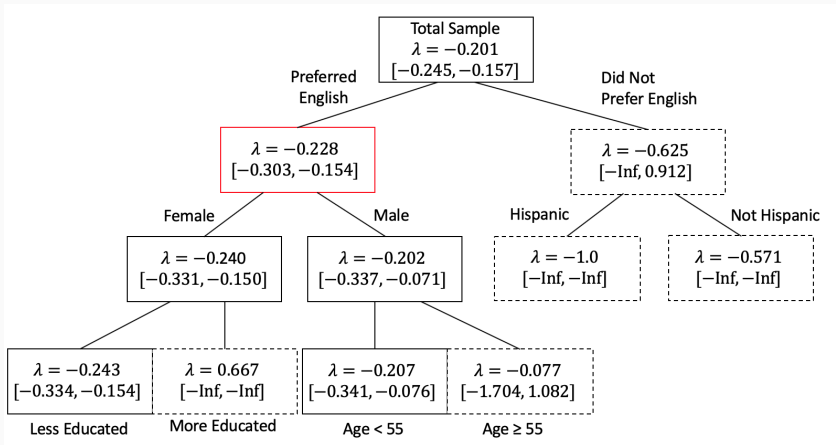 Total Sample
λ = −0.201
[−0.245, −0.157]
Preferred
English
Did Not
Prefer English
λ = −0.228
[−0.303, −0.154]
λ = −0.625
[−Inf, 0.912]
Female
Male
Hispanic
Not Hispanic
λ = −0.240
[−0.331, −0.150]
λ = −0.202
[−0.337, −0.071]
λ = −1.0
[−Inf, −Inf]
λ = −0.571
[−Inf, −Inf]
λ = −0.243
[−0.334, −0.154]
λ = 0.667
[−Inf, −Inf]
λ = −0.207
[−0.341, −0.076]
λ = −0.077
[−1.704, 1.082]
Less Educated
More Educated
Age < 55
Age ≥ 55